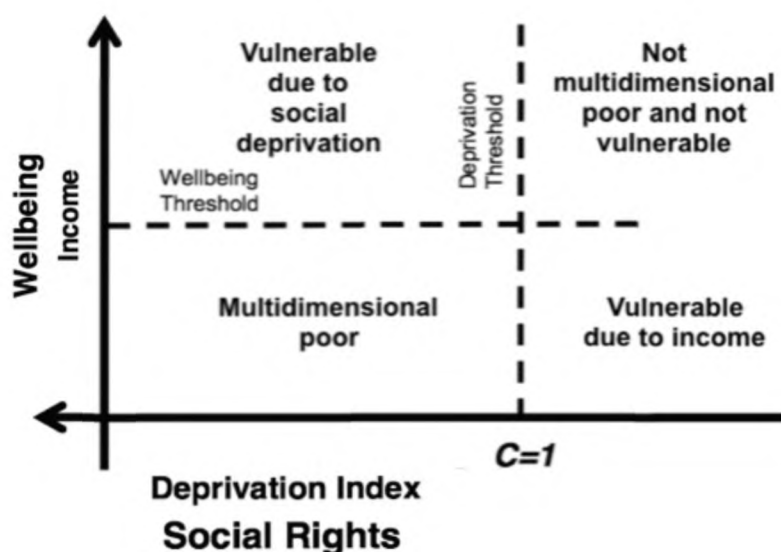 Vulnerable
due to
social
deprivation
Deprivation
Threshold
Not
multidimensional
poor and not
vulnerable
Wellbeing
Threshold
Wellbeing
Income
Multidimensional
poor
Vulnerable
due to income
C=1
Deprivation Index
Social Rights